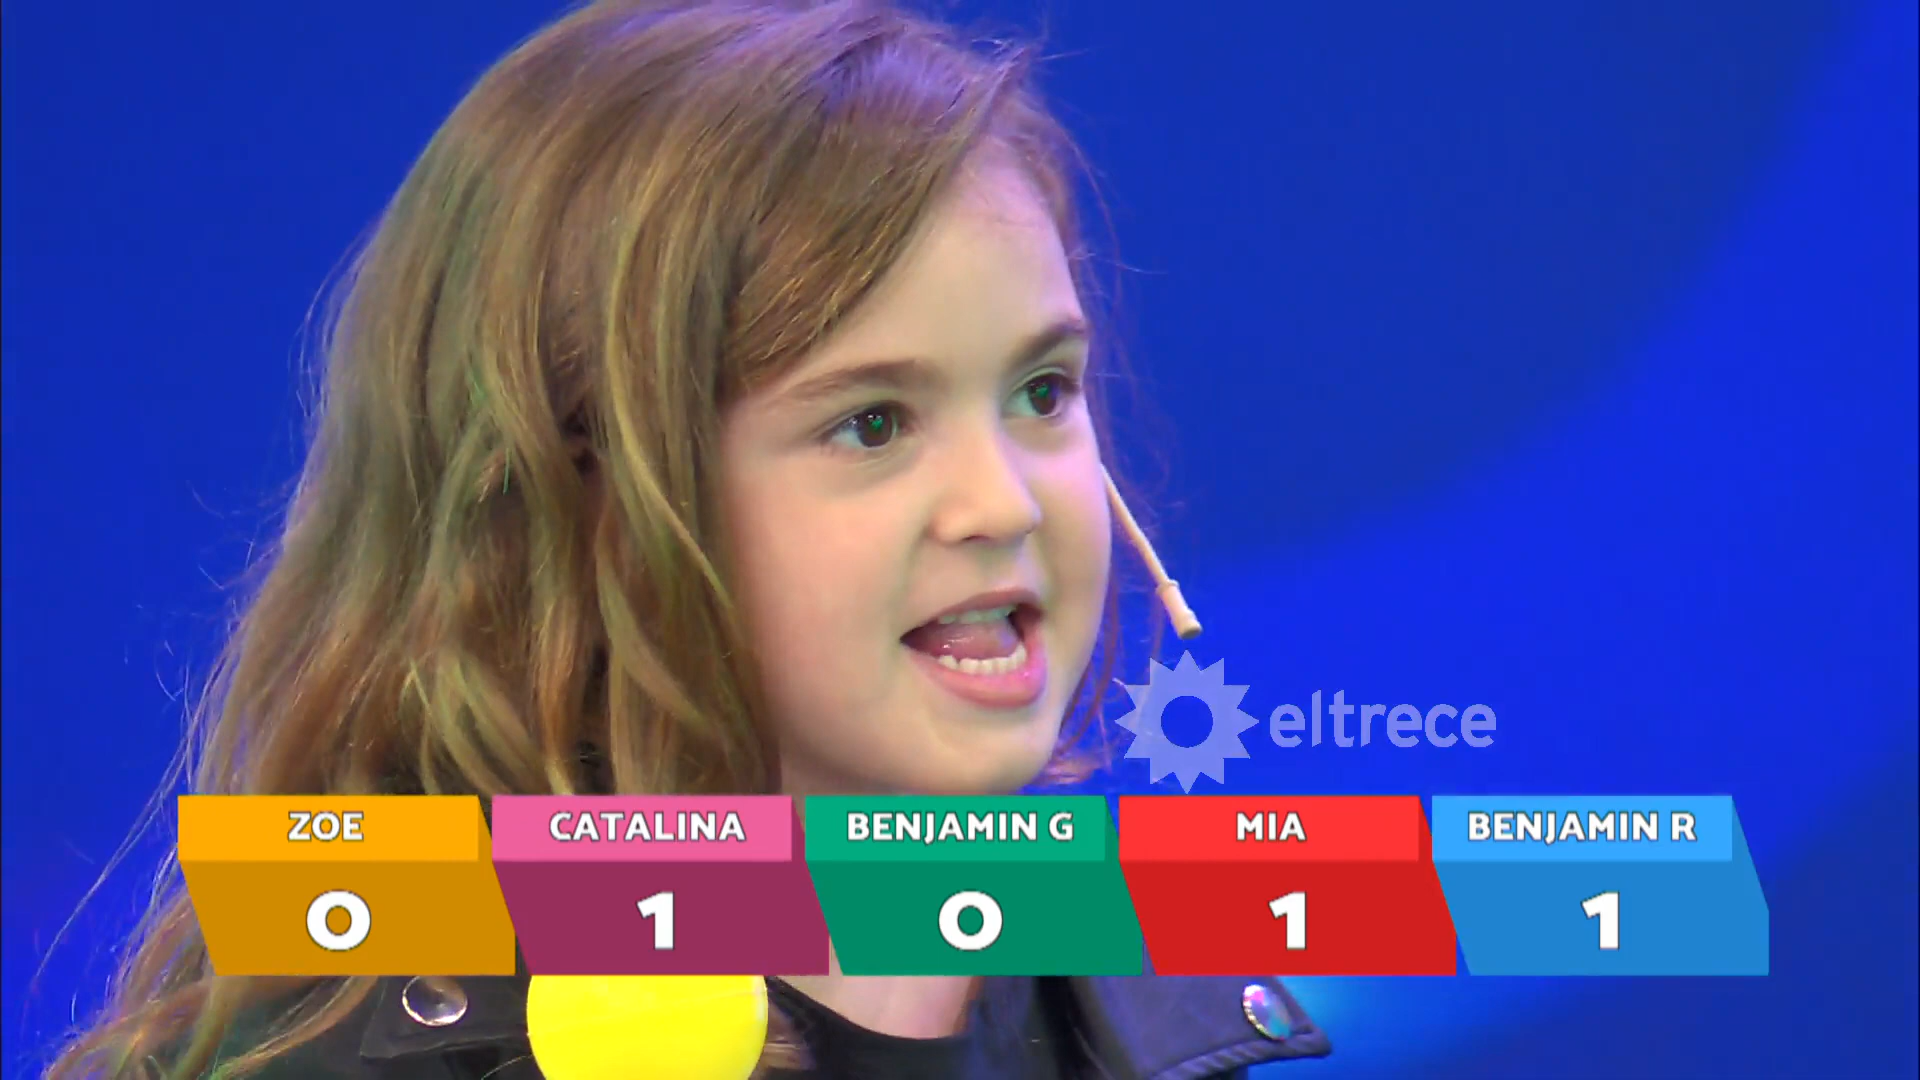 eltrece
ZOE
CATALINA
BENJAMIN G
MIA
BENJAMIN R
0
1
0
1
1